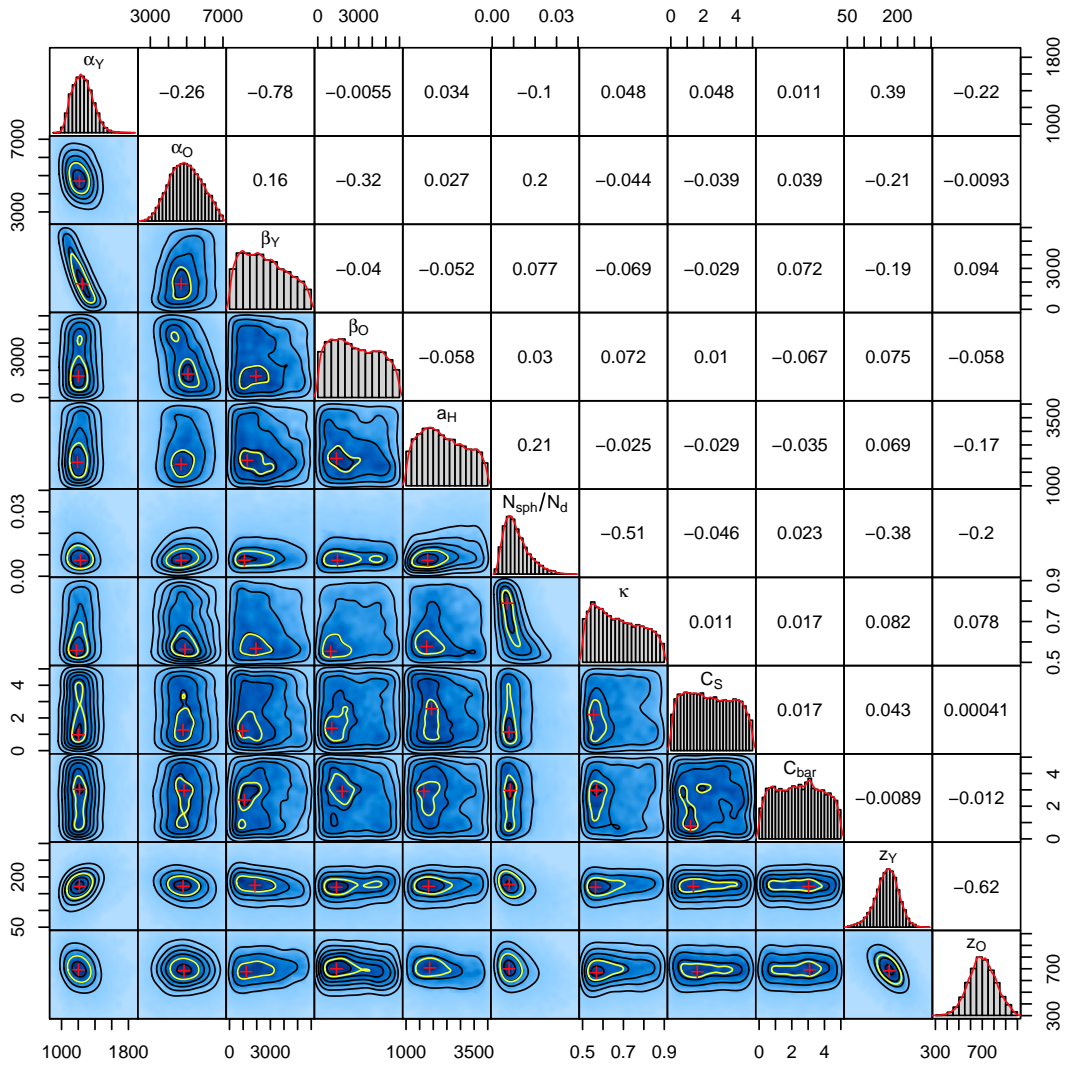 3000 7000 0 3000 0.00 0.03 0 2 4 50 200
α_Y −0.26 −0.78 −0.0055 0.034 −0.1 0.048 0.048 0.011 0.39 −0.22 1000 1800
3000 7000 α_O 0.16 −0.32 0.027 0.2 −0.044 −0.039 0.039 −0.21 −0.0093
β_Y −0.04 −0.052 0.077 −0.069 −0.029 0.072 −0.19 0.094 0 3000
0 3000 β_O −0.058 0.03 0.072 0.01 −0.067 0.075 −0.058
a_H 0.21 −0.025 −0.029 −0.035 0.069 −0.17 1000 3500
0.00 0.03 N_sph/N_d −0.51 −0.046 0.023 −0.38 −0.2
κ 0.011 0.017 0.082 0.078 0.5 0.7 0.9
0 2 4 C_S 0.017 0.043 0.00041
C_bar −0.0089 −0.012 0 2 4
50 200 z_Y −0.62
z_O 300 700
1000 1800 0 3000 1000 3500 0.5 0.7 0.9 0 2 4 300 700